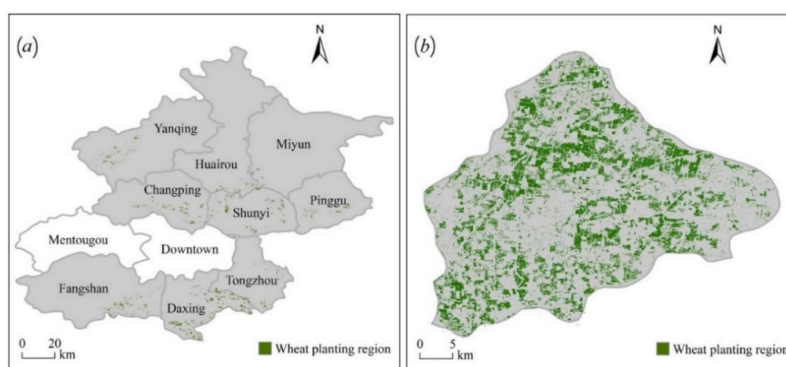 (a)
N
Yanqing
Miyun
Huairou
Changping
Pinggu
Shunyi
Mentougou
Downtown
Tongzhou
Fangshan
Daxing
0 20
km
Wheat planting region
(b)
N
0 5
km
Wheat planting region